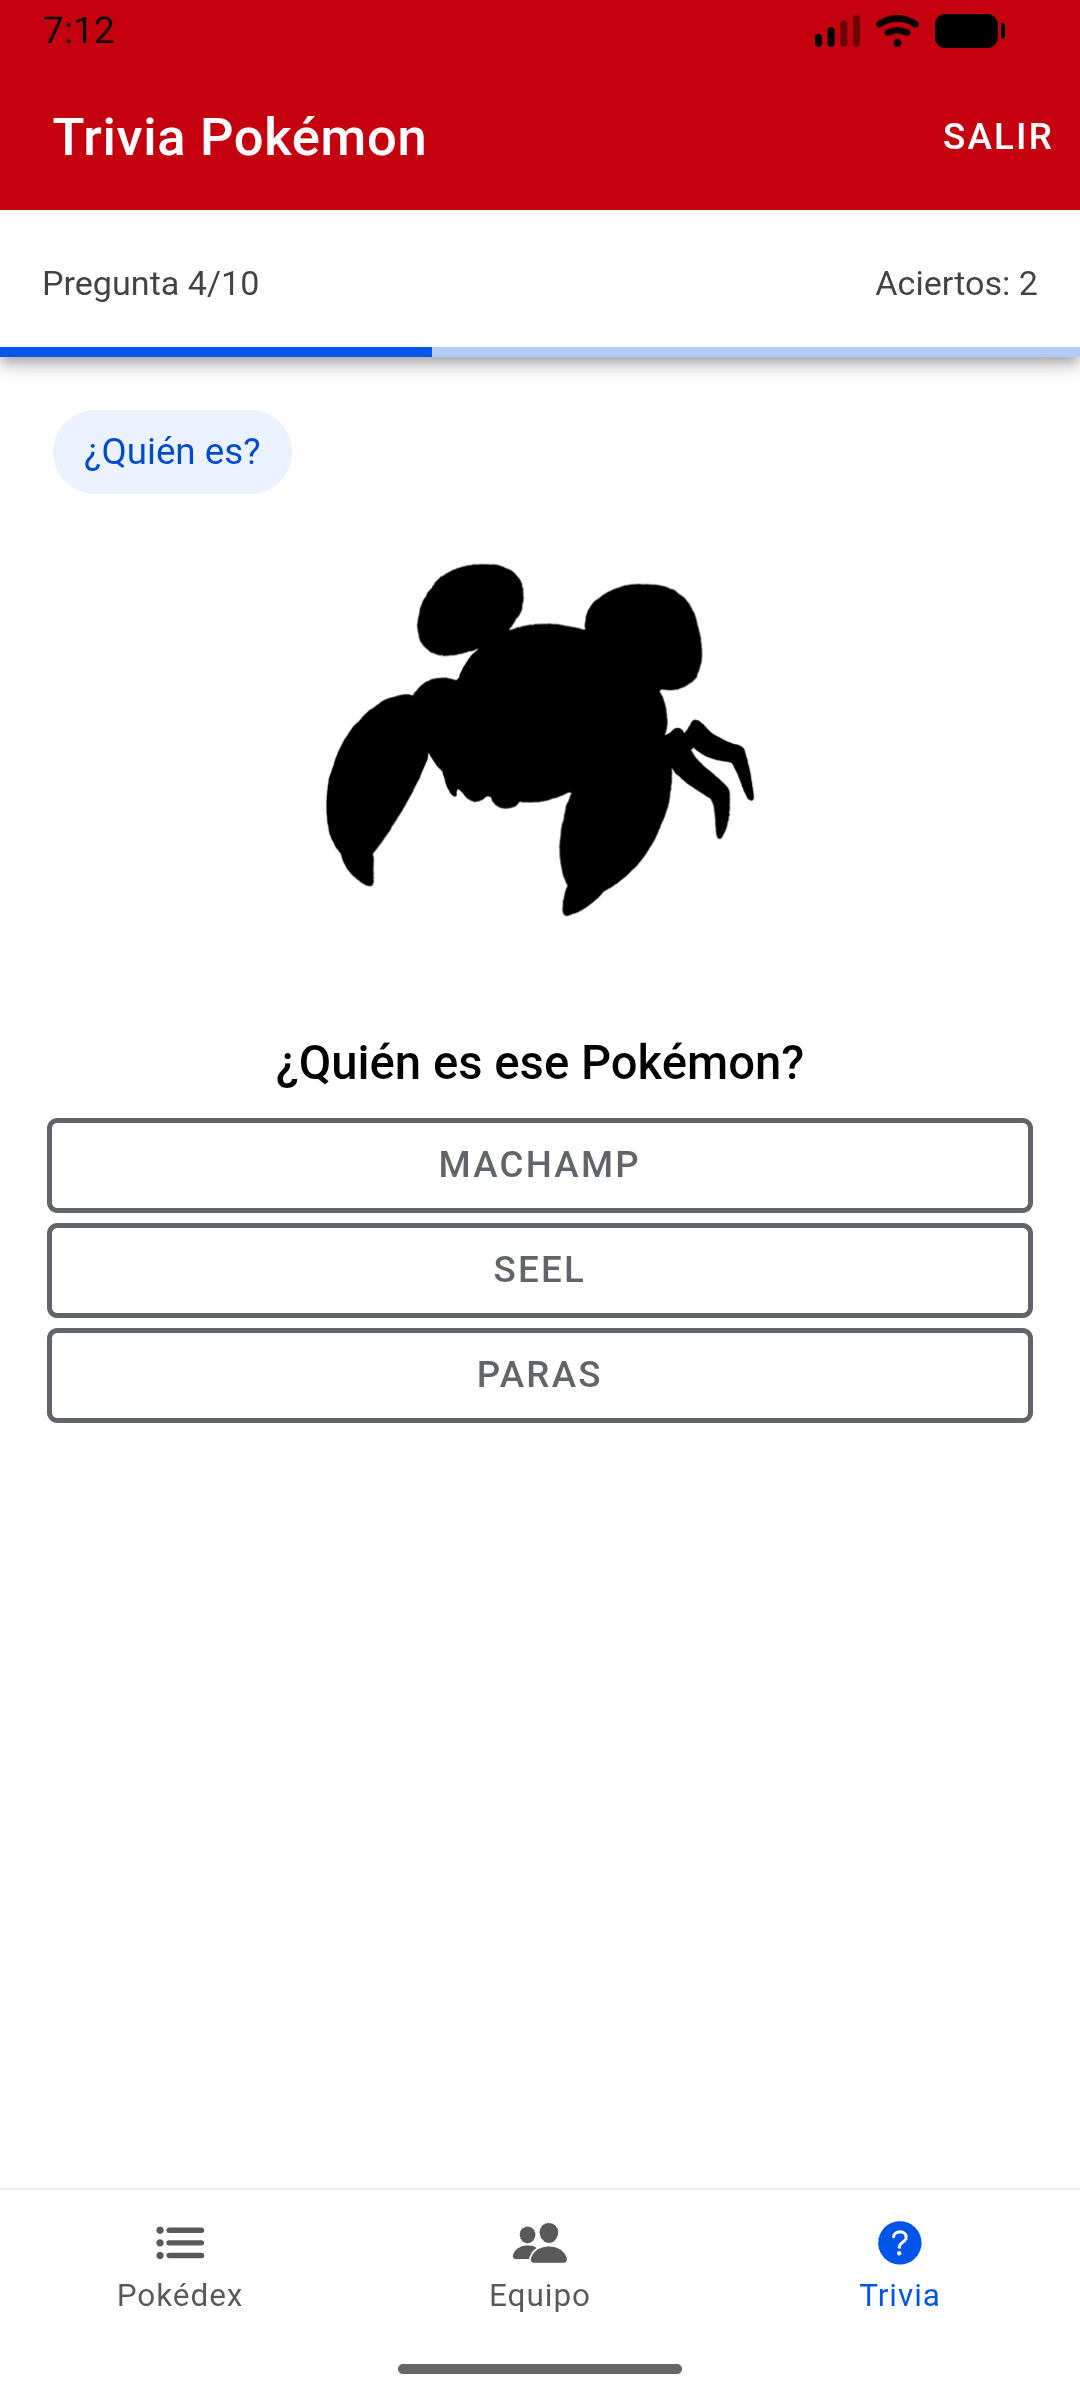 7:12
Trivia Pokémon
SALIR
Pregunta 4/10
Aciertos: 2
¿Quién es?
¿Quién es ese Pokémon?
MACHAMP
SEEL
PARAS
Pokédex
Equipo
Trivia